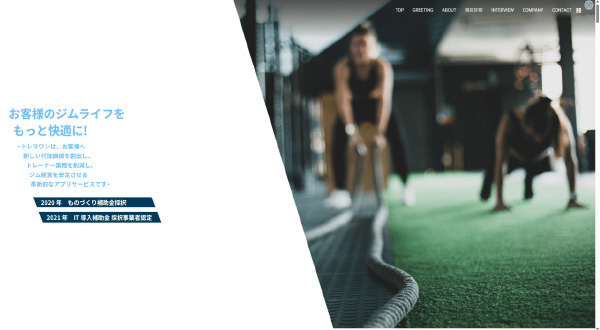 TOP GREETING ABOUT INTERVIEW COMPANY CONTACT
お客様のジムライフを
もっと快適に!
-トレマワンは、お客様へ
新しい付加価値を創出し、
トレーナー業務を削減し、
ジム経営を安定させる
革新的なアプリサービスです-
2020 年 ものづくり補助金採択
2021 年 IT 導入補助金 採択事業者認定